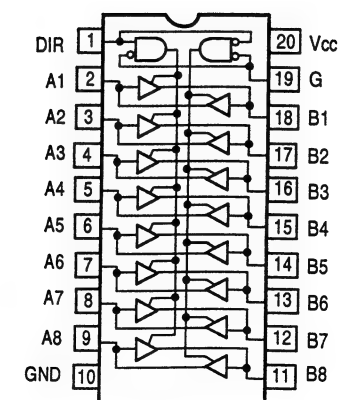 DIR 1 20 Vcc
A1 2 19 G
A2 3 18 B1
A3 4 17 B2
A4 5 16 B3
A5 6 15 B4
A6 7 14 B5
A7 8 13 B6
A8 9 12 B7
GND 10 11 B8